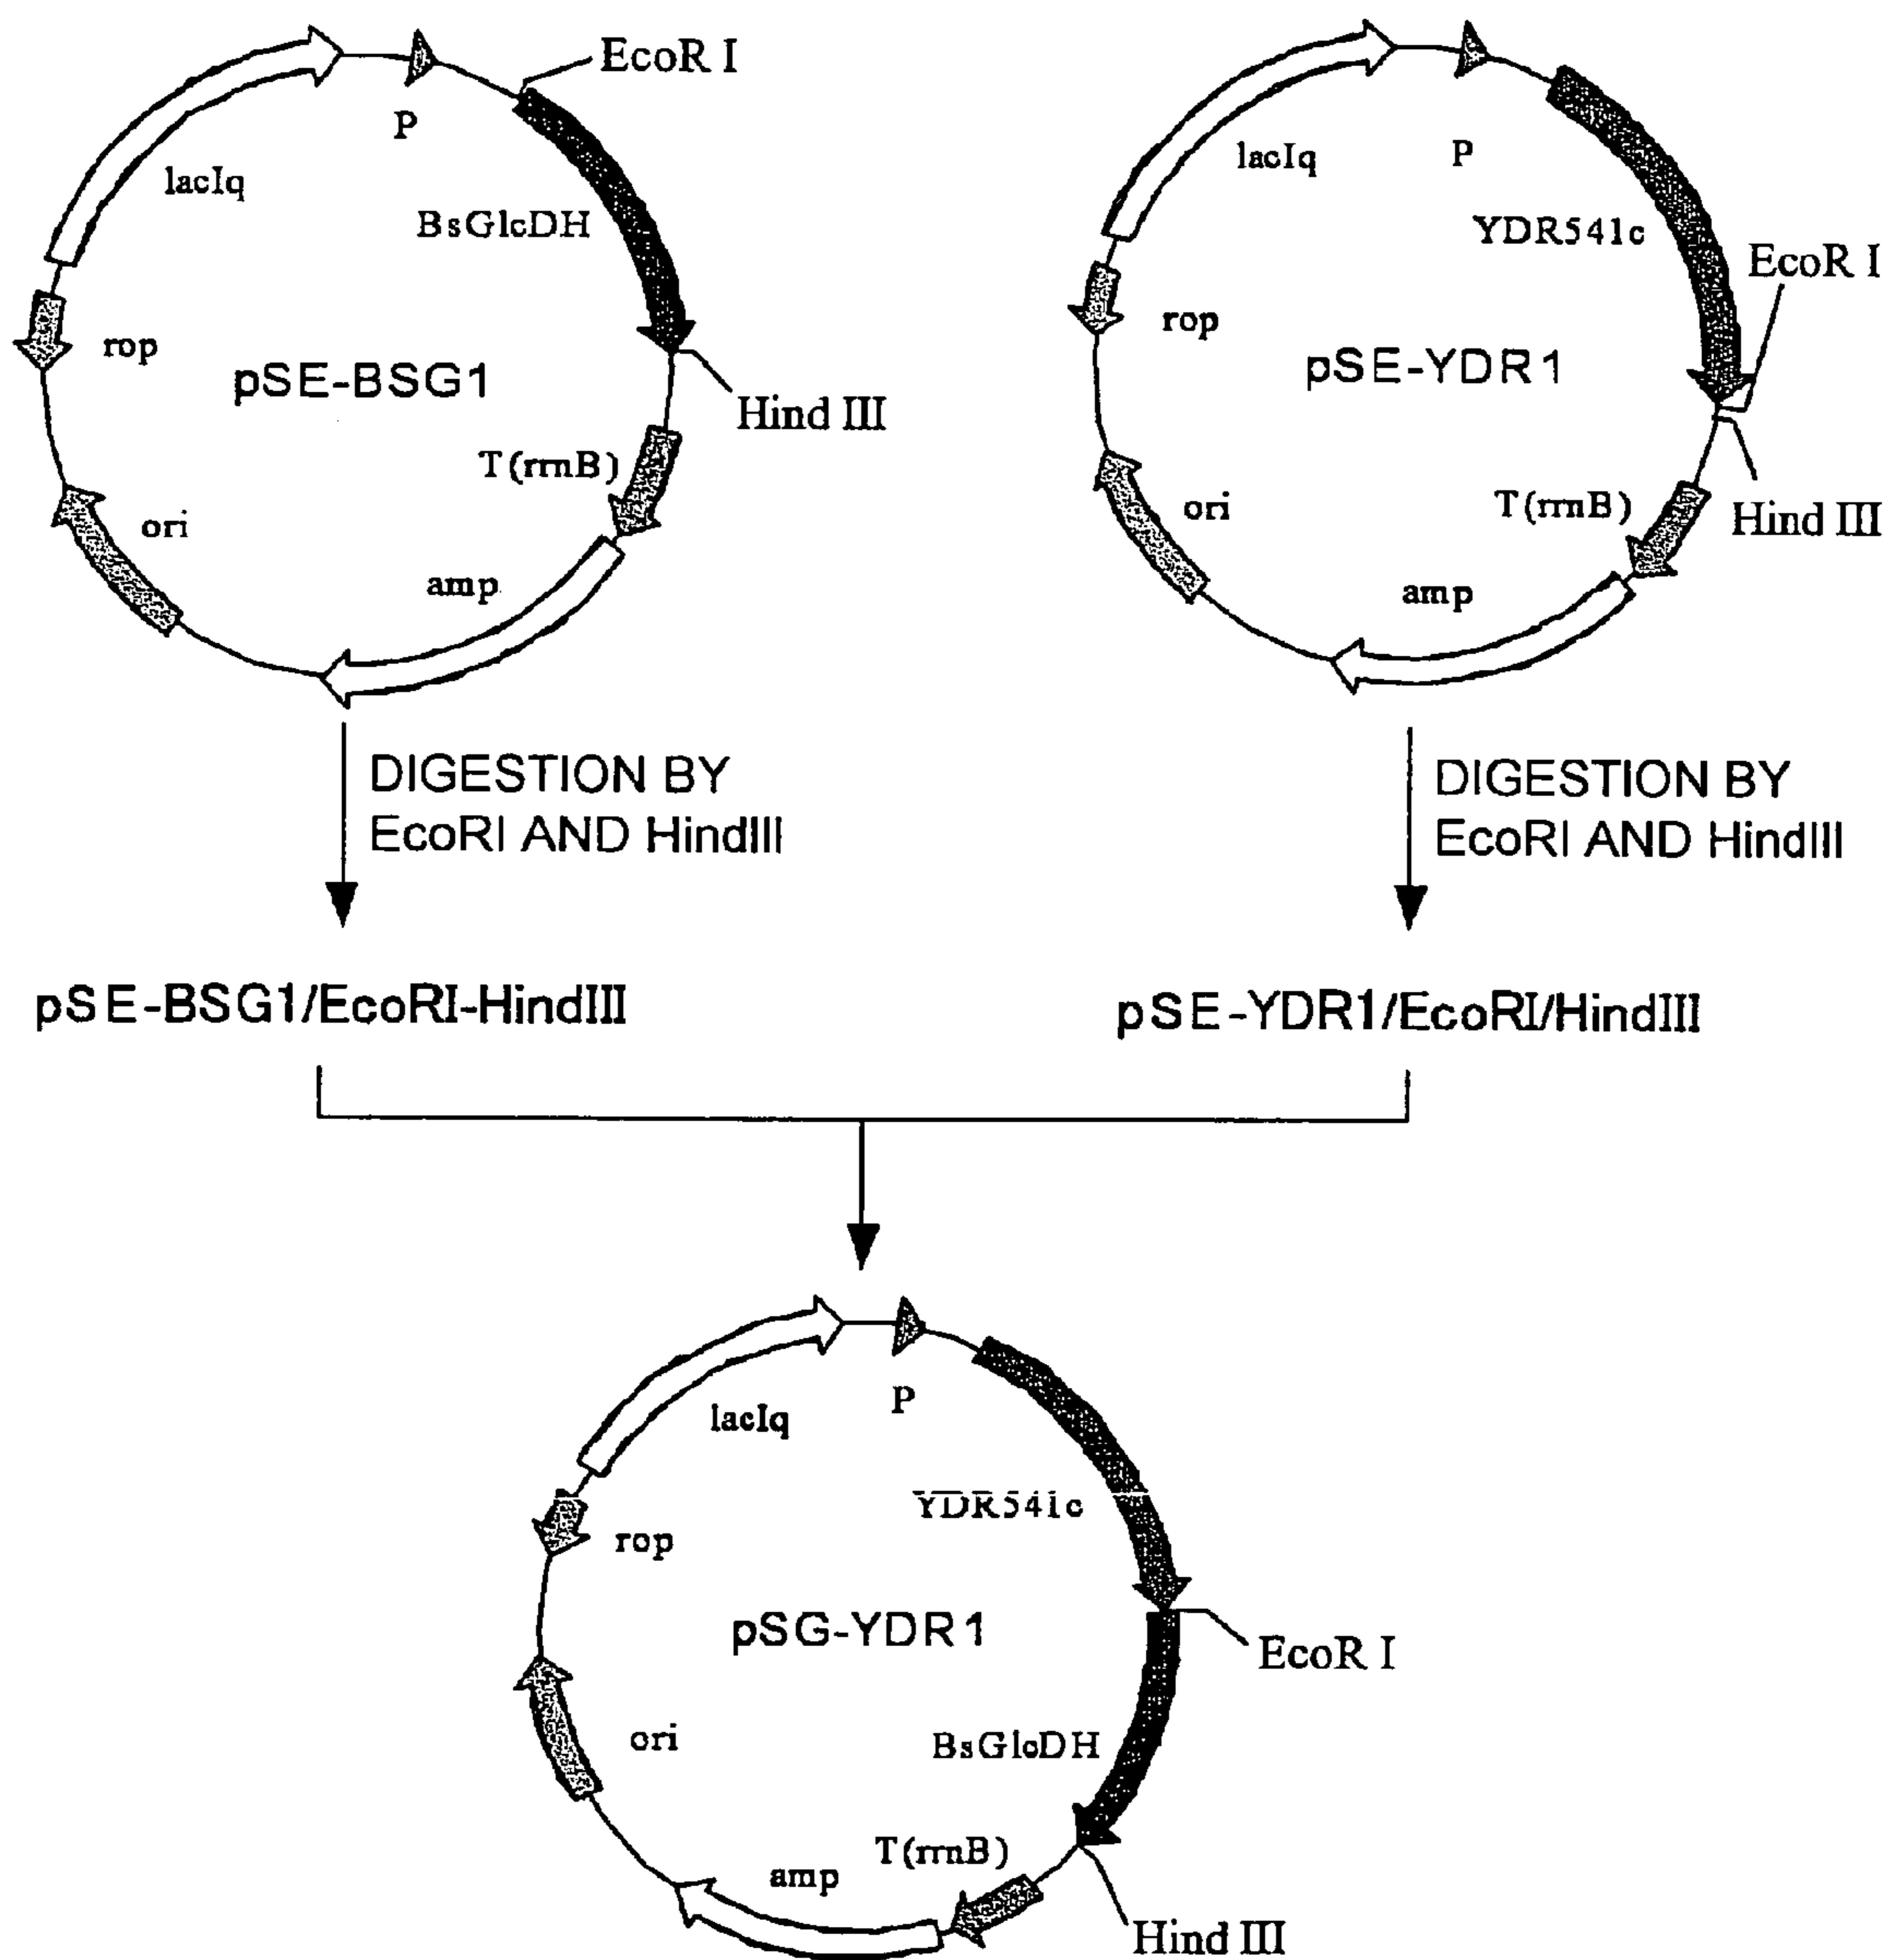 EcoR I
P
lacIq
BsGlcDH
rop
pSE-BSG1
Hind III
T(rrnB)
ori
amp
P
lacIq
YDR541c
EcoR I
rop
pSE-YDR1
T(rrnB)
Hind III
ori
amp
DIGESTION BY
EcoRI AND HindIII
DIGESTION BY
EcoRI AND HindIII
pSE-BSG1/EcoRI-HindIII
pSE-YDR1/EcoRI/HindIII
P
lacIq
YDR541c
rop
pSG-YDR1
EcoR I
ori
BsGlcDH
T(rrnB)
amp
Hind III